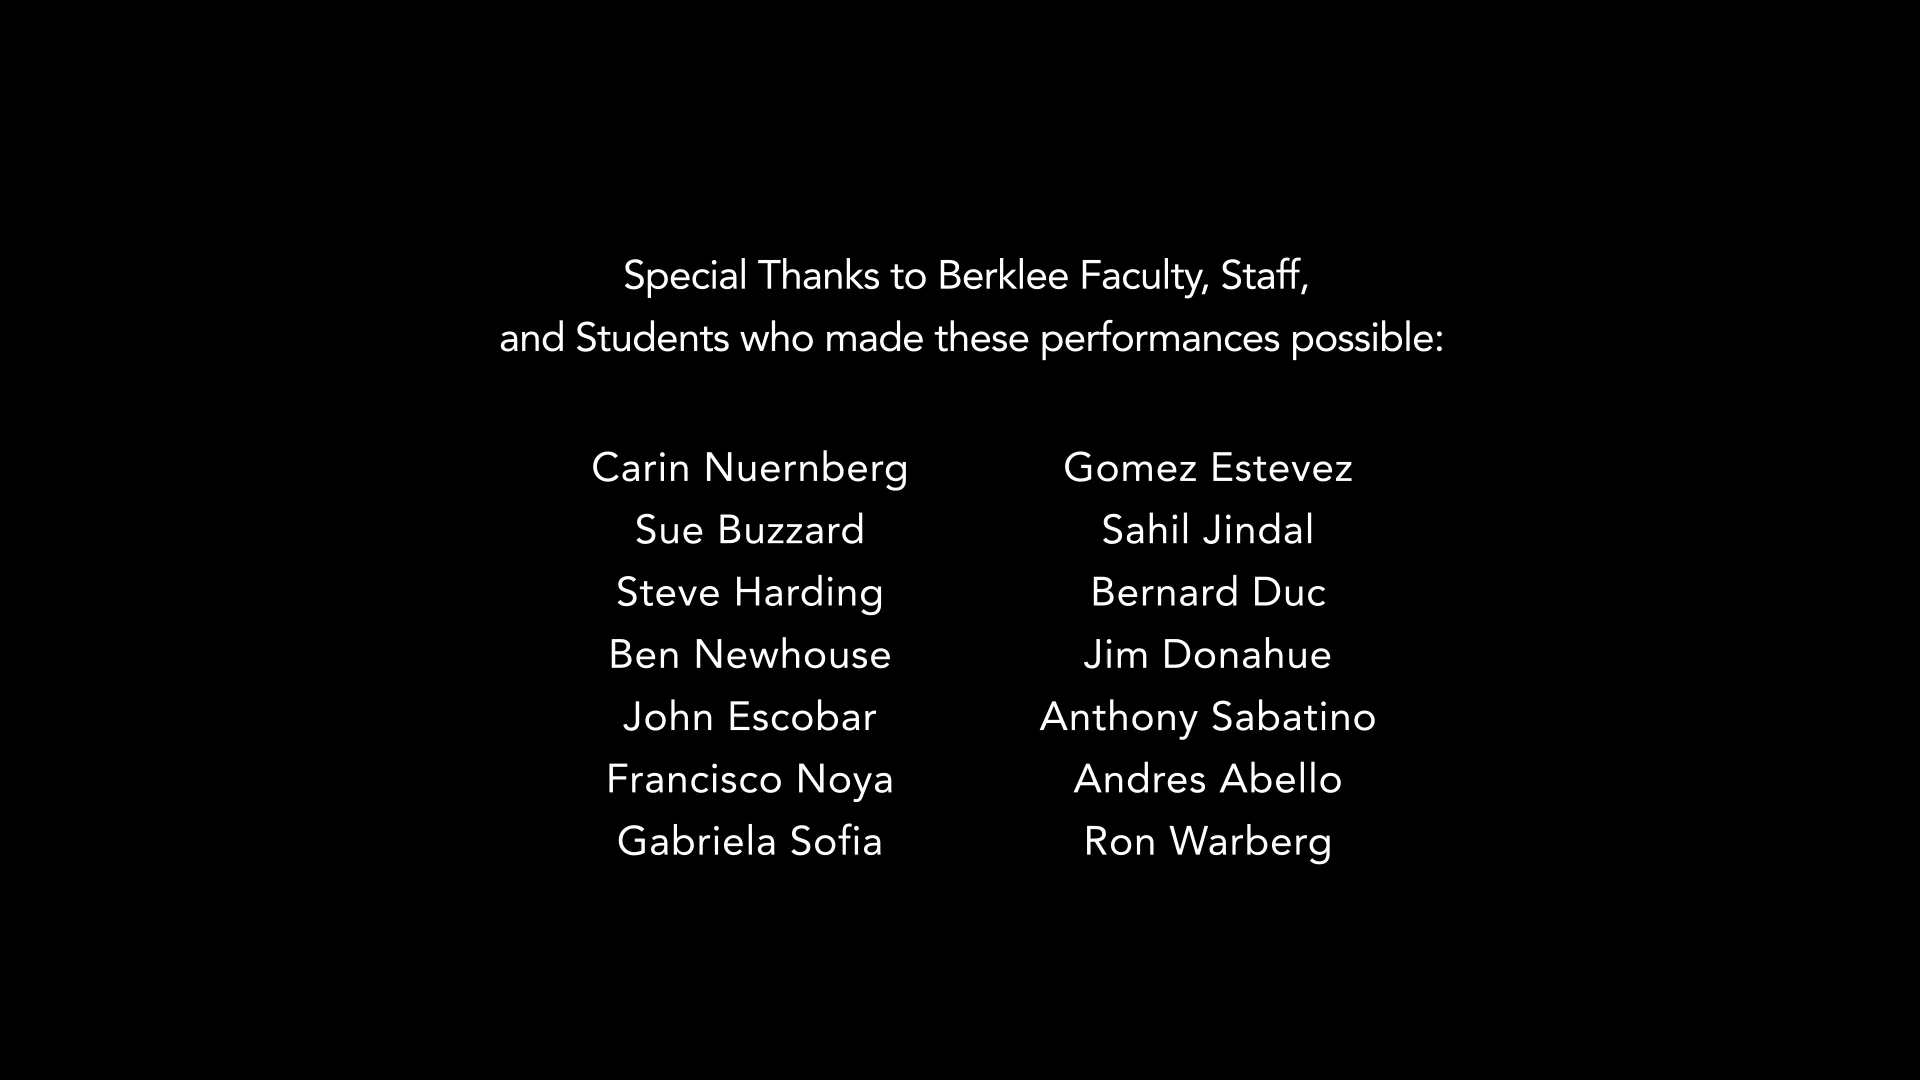 Special Thanks to Berklee Faculty, Staff,
and Students who made these performances possible:
Carin Nuernberg
Sue Buzzard
Steve Harding
Ben Newhouse
John Escobar
Francisco Noya
Gabriela Sofia
Gomez Estevez
Sahil Jindal
Bernard Duc
Jim Donahue
Anthony Sabatino
Andres Abello
Ron Warberg